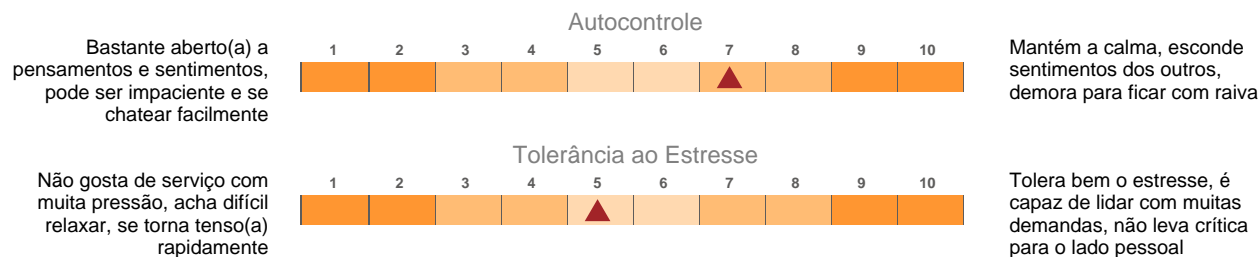 Autocontrole
Bastante aberto(a) a
pensamentos e sentimentos,
pode ser impaciente e se
chatear facilmente
1 2 3 4 5 6 7 8 9 10
Mantém a calma, esconde
sentimentos dos outros,
demora para ficar com raiva
Tolerância ao Estresse
Não gosta de serviço com
muita pressão, acha difícil
relaxar, se torna tenso(a)
rapidamente
1 2 3 4 5 6 7 8 9 10
Tolera bem o estresse, é
capaz de lidar com muitas
demandas, não leva crítica
para o lado pessoal